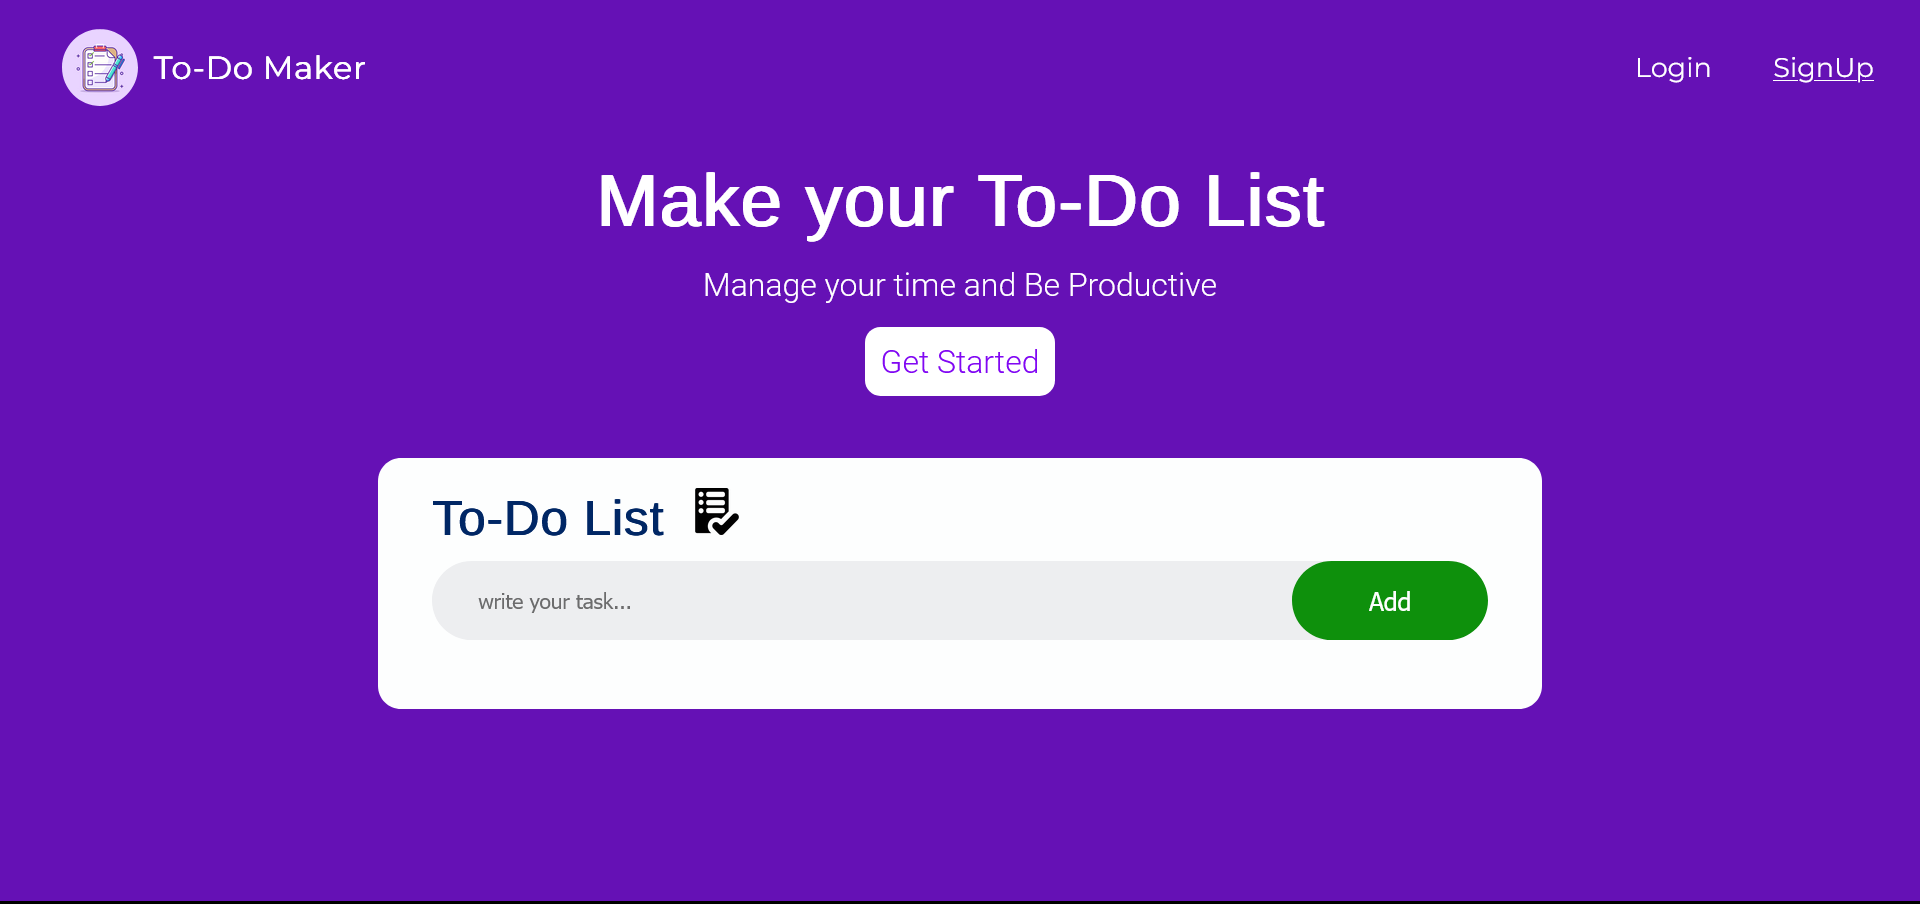 To-Do Maker
Login
SignUp
Make your To-Do List
Manage your time and Be Productive
Get Started
To-Do List
write your task...
Add